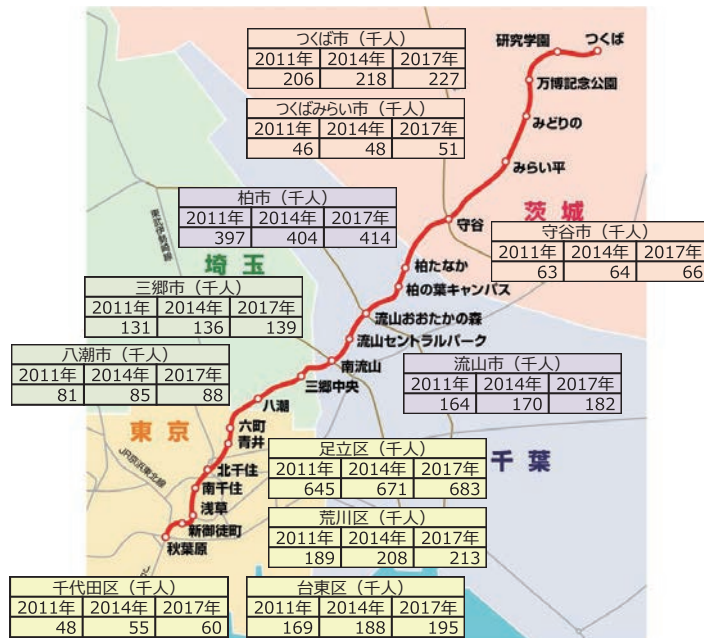 つくば市（千人）
2011年 2014年 2017年
206 218 227
研究学園
つくば
万博記念公園
つくばみらい市（千人）
2011年 2014年 2017年
46 48 51
みどりの
みらい平
柏市（千人）
2011年 2014年 2017年
397 404 414
東武伊勢崎線
茨城
守谷
守谷市（千人）
2011年 2014年 2017年
63 64 66
埼玉
柏たなか
柏の葉キャンパス
三郷市（千人）
2011年 2014年 2017年
131 136 139
流山おおたかの森
流山セントラルパーク
八潮市（千人）
2011年 2014年 2017年
81 85 88
南流山
三郷中央
流山市（千人）
2011年 2014年 2017年
164 170 182
八潮
東京
六町
青井
足立区（千人）
2011年 2014年 2017年
645 671 683
千葉
JR京浜東北線
北千住
南千住
浅草
新御徒町
秋葉原
荒川区（千人）
2011年 2014年 2017年
189 208 213
千代田区（千人）
2011年 2014年 2017年
48 55 60
台東区（千人）
2011年 2014年 2017年
169 188 195